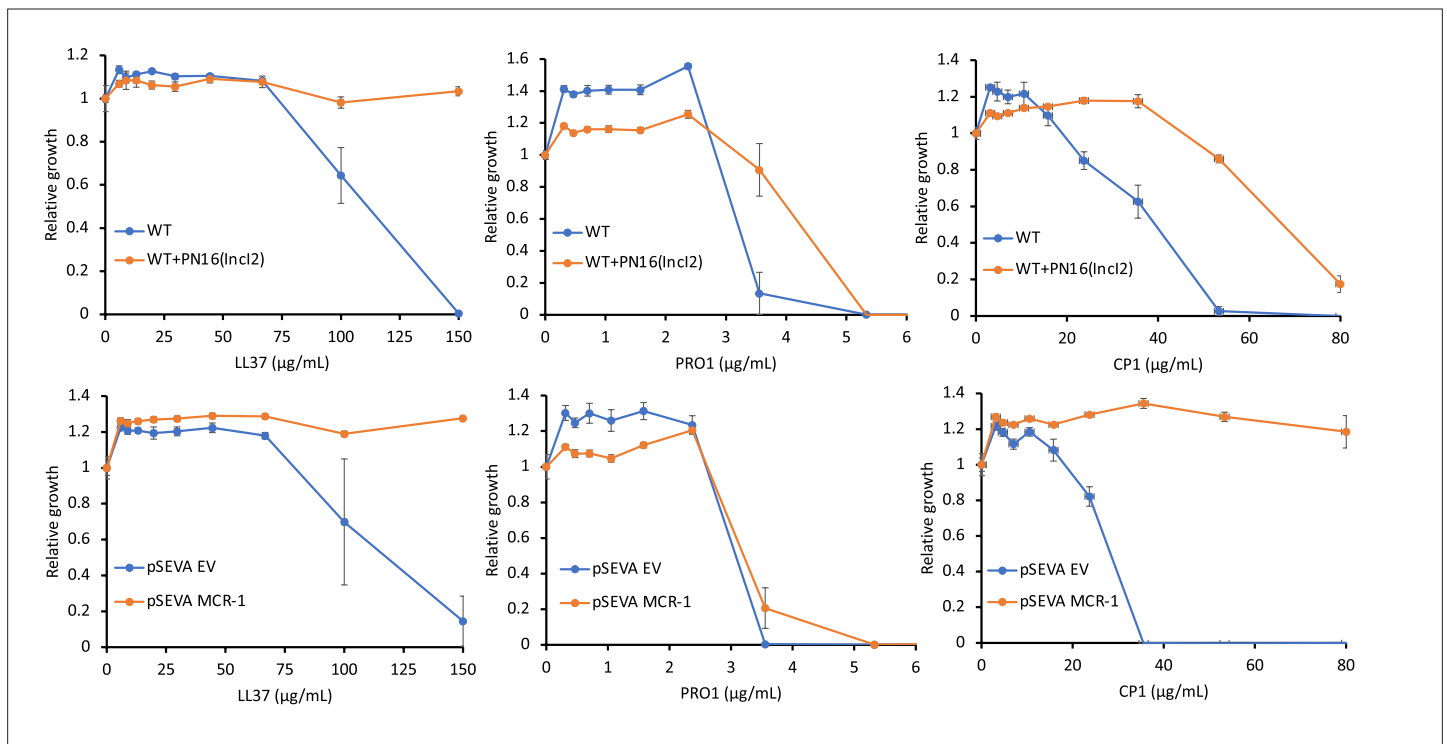 1.2
1
0.8
0.6
0.4
0.2
0
Relative growth
WT
WT+PN16(IncI2)
0 25 50 75 100 125 150
LL37 (µg/mL)
1.6
1.4
1.2
1
0.8
0.6
0.4
0.2
0
Relative growth
WT
WT+PN16(IncI2)
0 1 2 3 4 5 6
PRO1 (µg/mL)
1.4
1.2
1
0.8
0.6
0.4
0.2
0
Relative growth
WT
WT+PN16(IncI2)
0 20 40 60 80
CP1 (µg/mL)
1.4
1.2
1
0.8
0.6
0.4
0.2
0
Relative growth
pSEVA EV
pSEVA MCR-1
0 25 50 75 100 125 150
LL37 (µg/mL)
1.4
1.2
1
0.8
0.6
0.4
0.2
0
Relative growth
pSEVA EV
pSEVA MCR-1
0 1 2 3 4 5 6
PRO1 (µg/mL)
1.4
1.2
1
0.8
0.6
0.4
0.2
0
Relative growth
pSEVA EV
pSEVA MCR-1
0 20 40 60 80
CP1 (µg/mL)